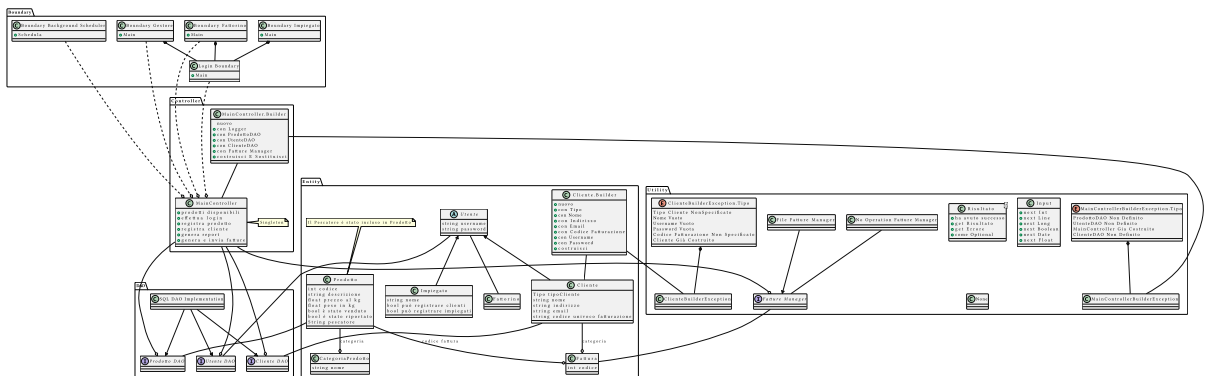 Boundary
Boundary Background Scheduler
Schedula
Boundary Gestore
Main
Boundary Fattorino
Main
Boundary Impiegato
Main
Login Boundary
Main
Controller
MainController.Builder
nuovo
con Logger
con ProdottoDAO
con UtenteDAO
con ClienteDAO
con Fatture Manager
costruisci E Sostituisci
MainController
prodotti disponibili
effettua login
registra prodotto
registra cliente
genera report
genera e invia fatture
Singleton
DAO
SQL DAO Implementation
Prodotto DAO
Utente DAO
Cliente DAO
Entity
Il Pescatore è stato incluso in Prodotto
Utente
string username
string password
Cliente.Builder
nuovo
con Tipo
con Nome
con Indirizzo
con Email
con Codice Fatturazione
con Username
con Password
costruisci
Prodotto
int codice
string descrizione
float prezzo al kg
float peso in kg
bool è stato venduto
bool è stato riportato
String pescatore
Impiegato
string nome
bool può registrare clienti
bool può registrare impiegati
Fattorino
Cliente
Tipo tipoCliente
string nome
string indirizzo
string email
string codice univoco fatturazione
categoria
codice fattura
categoria
CategoriaProdotto
string nome
Fattura
int codice
Utility
ClienteBuilderException.Tipo
Tipo Cliente NonSpecificato
Nome Vuoto
Username Vuoto
Password Vuota
Codice Fatturazione Non Specificato
Cliente Già Costruito
File Fatture Manager
No Operation Fatture Manager
Risultato
ha avuto successo
get Risultato
get Errore
come Optional
Input
next Int
next Line
next Long
next Boolean
next Date
next Float
MainControllerBuilderException.Tipo
ProdottoDAO Non Definito
UtenteDAO Non Definito
MainController Già Costruito
ClienteDAO Non Definito
ClienteBuilderException
Fatture Manager
None
MainControllerBuilderException